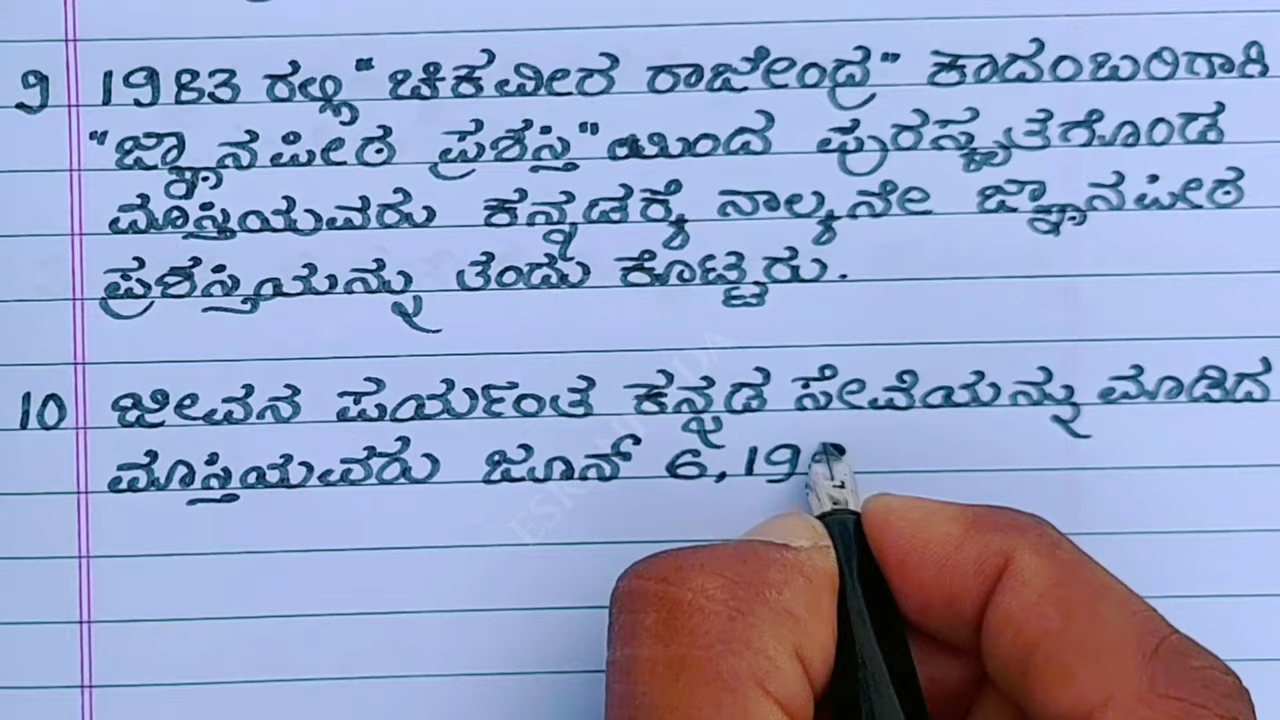 9 1983 ರಲ್ಲಿ "ಚಿಕವೀರ ರಾಜೇಂದ್ರ" ಕಾದಂಬರಿಗಾಗಿ
"ಜ್ಞಾನಪೀಠ ಪ್ರಶಸ್ತಿ"ಯಿಂದ ಪುರಸ್ಕೃತಗೊಂಡ
ಮಾಸ್ತಿಯವರು ಕನ್ನಡಕ್ಕೆ ನಾಲ್ಕನೇ ಜ್ಞಾನಪೀಠ
ಪ್ರಶಸ್ತಿಯನ್ನು ತಂದು ಕೊಟ್ಟರು.
10 ಜೀವನ ಪರ್ಯಂತ ಕನ್ನಡ ಸೇವೆಯನ್ನು ಮಾಡಿದ
ಮಾಸ್ತಿಯವರು ಜೂನ್ 6, 19